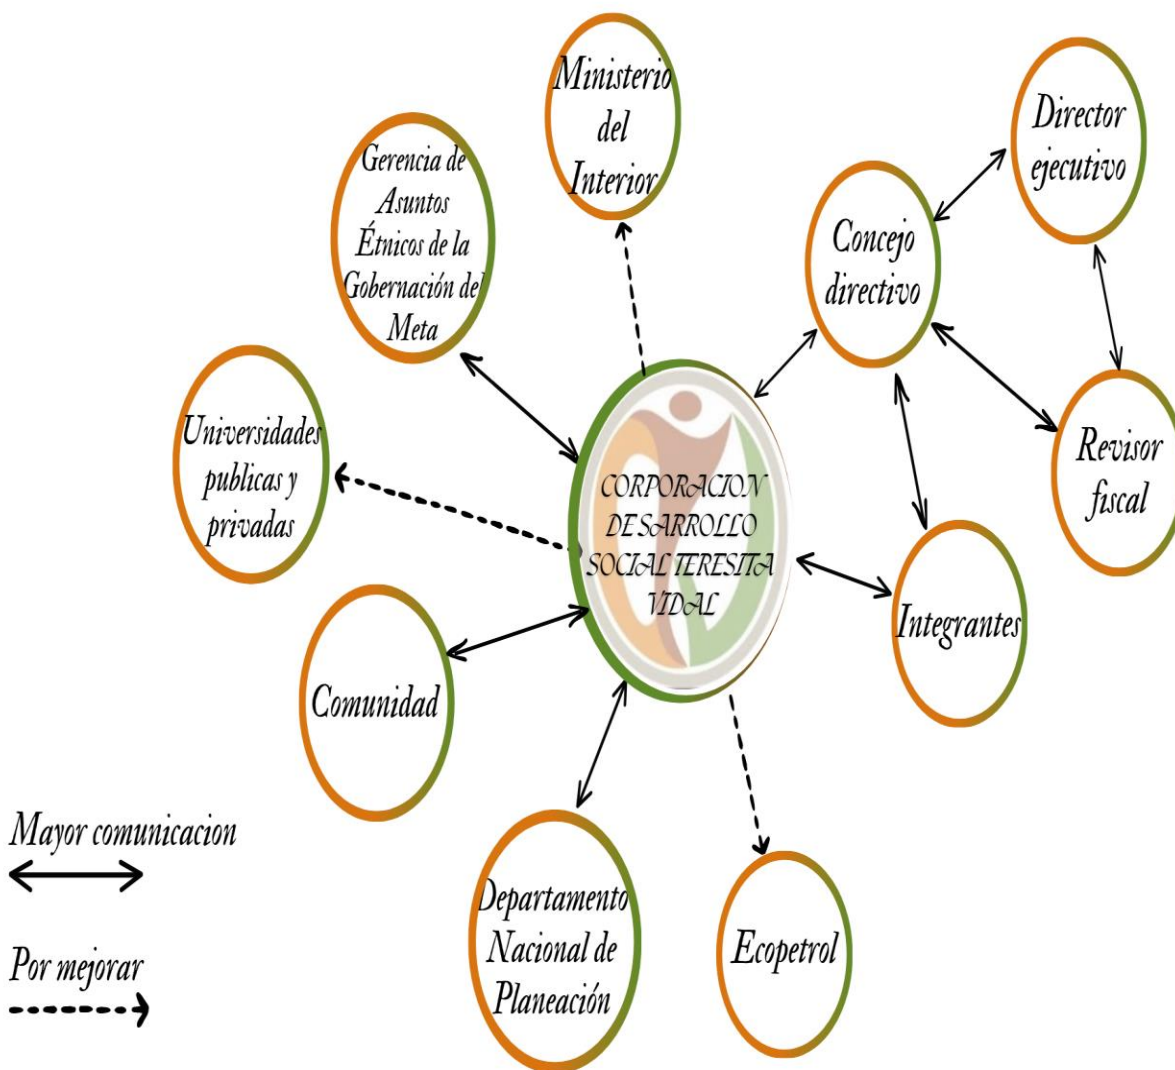 Ministerio
del
Interior
Gerencia de
Asuntos
Étnicos de la
Gobernación del
Meta
Director
ejecutivo
Concejo
directivo
Universidades
publicas y
privadas
Revisor
fiscal
CORPORACION
DESARROLLO
SOCIAL TERESITA
VIDAL
Integrantes
Comunidad
Departamento
Nacional de
Planeación
Ecopetrol
Mayor comunicacion
Por mejorar